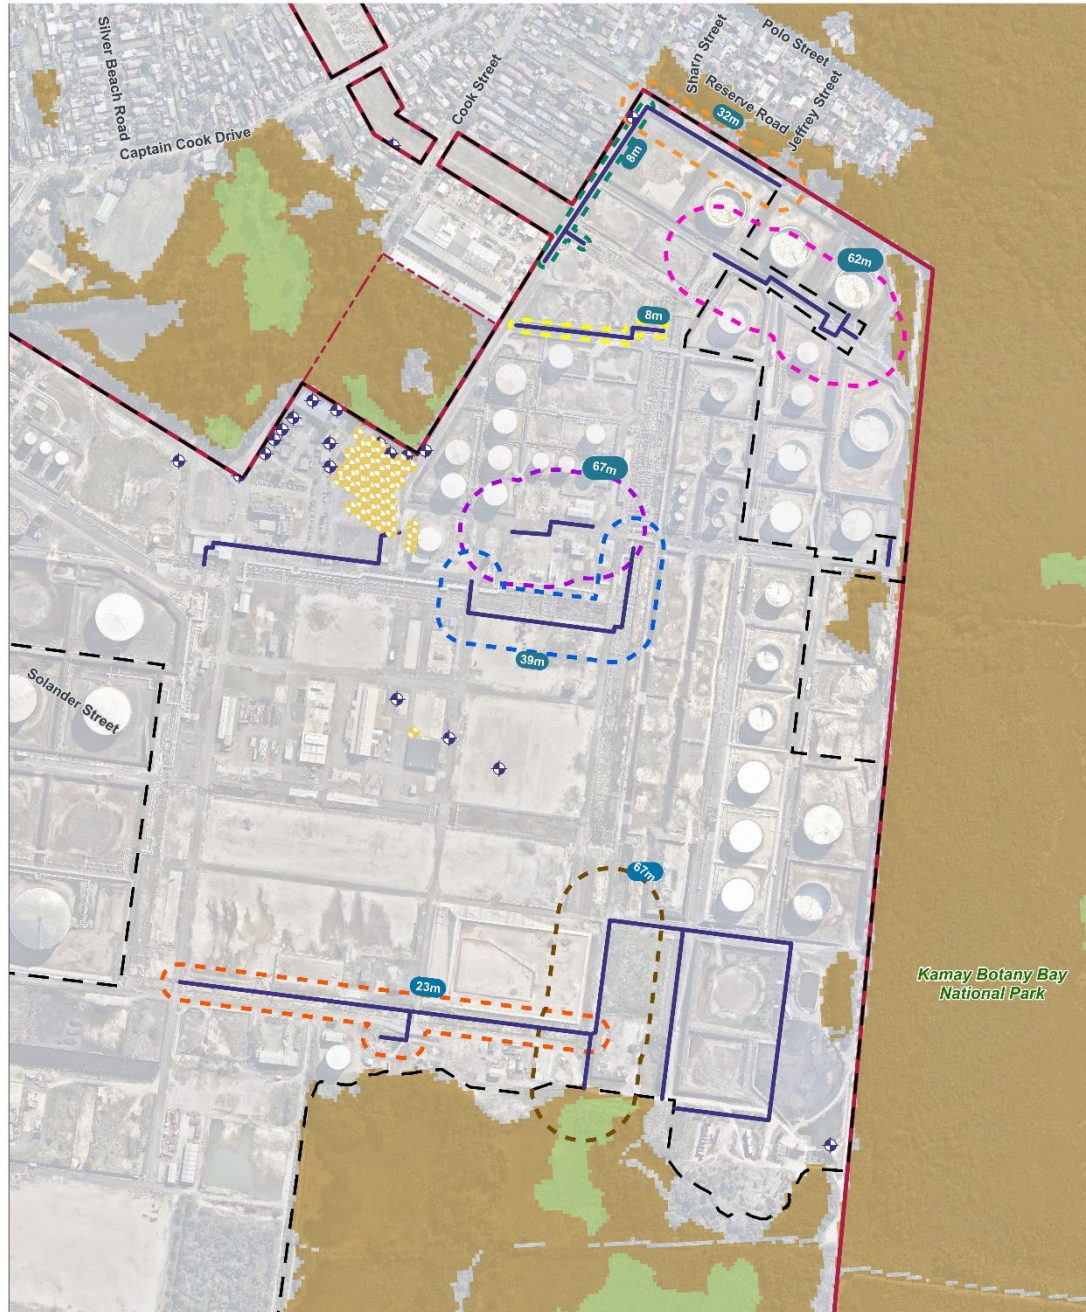 Silver Beach Road
Captain Cook Drive
Cook Street
Sharn Street
Polo Street
Reserve Road
Jeffrey Street
32m
8m
62m
8m
67m
39m
Solander Street
67m
23m
Kamay Botany Bay
National Park